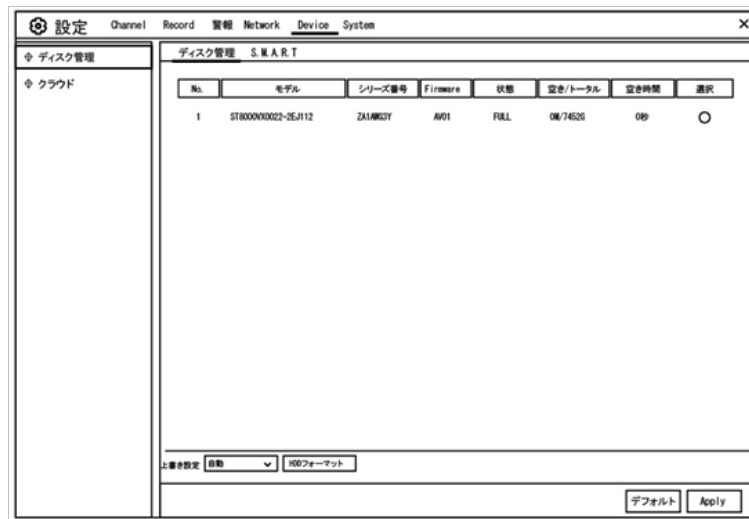 設定 Channel Record 警報 Network Device System ×
ディスク管理
クラウド
ディスク管理 S.M.A.R.T
No. モデル シリーズ番号 Firmware 状態 空き/トータル 空き時間 選択
1 ST8000VX0022-2EJ112 ZA1AWG3Y AV01 FULL 0M/7452G 0秒
上書き設定 自動 HDDフォーマット
デフォルト Apply